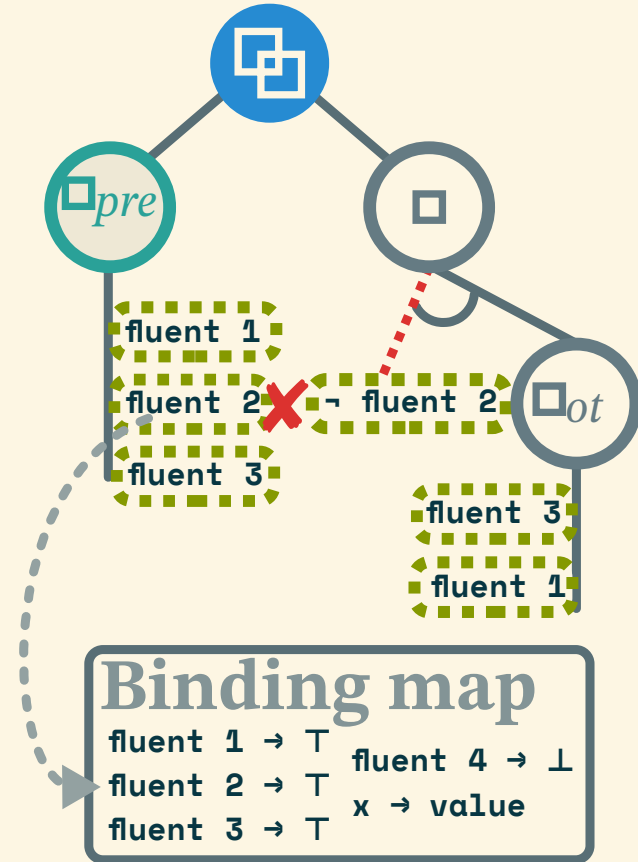 □pre
□
fluent 1
fluent 2
¬ fluent 2
□ot
fluent 3
fluent 3
fluent 1
Binding map
fluent 1 → ⊤
fluent 2 → ⊤
fluent 3 → ⊤
fluent 4 → ⊥
x → value